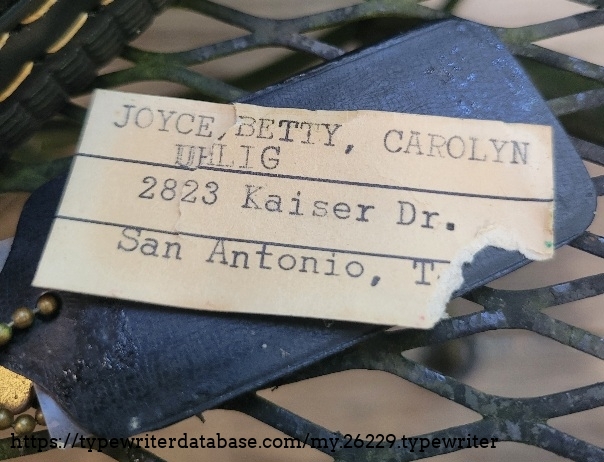 JOYCE/BETTY, CAROLYN
UHLIG
2823 Kaiser Dr.
San Antonio, T
https://typewriterdatabase.com/my.26229.typewriter